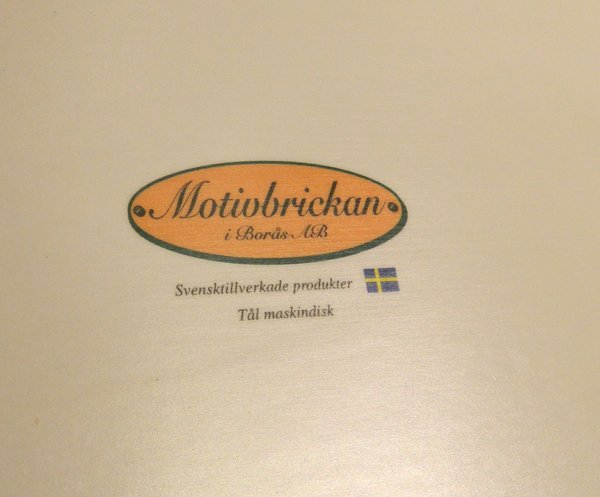 Motivbrickan
i Borås AB
Svensktillverkade produkter
Tål maskindisk